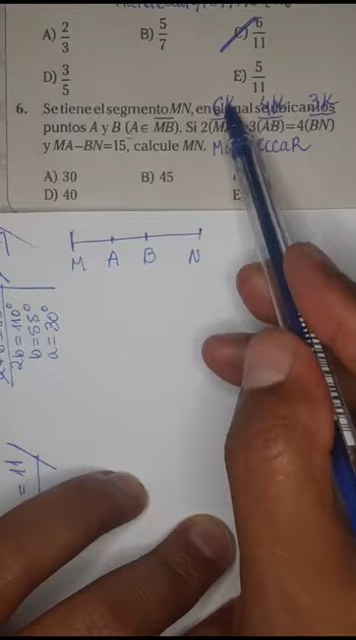 A) 2/3 B) 5/7 C) 6/11
D) 3/5 E) 5/11
6K 4K 3K
6. Se tiene el segmento MN, en el cual se ubican los
puntos A y B (A ∈ MB). Si 2(MA)=3(AB)=4(BN)
y MA–BN=15, calcule MN.
A) 30 B) 45
D) 40 E
M A B N
2b = 110°
b = 55°
a = 30°
= 11